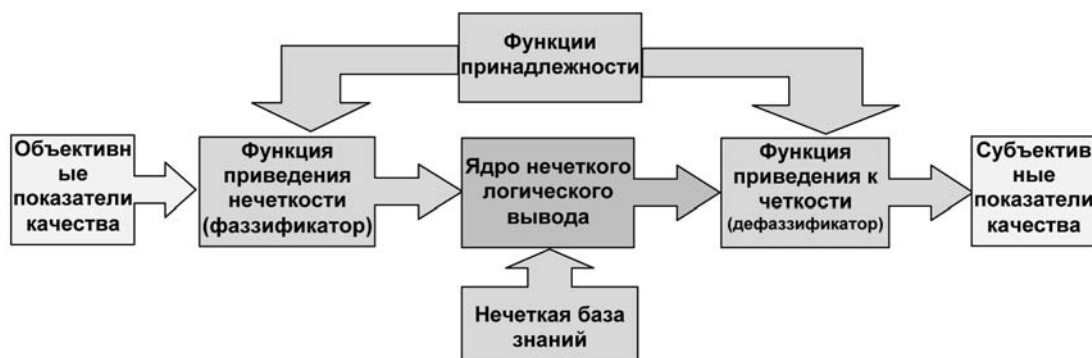 Функции
принадлежности
Объективн
ые
показатели
качества
Функция
приведения
нечеткости
(фаззификатор)
Ядро нечеткого
логического
вывода
Функция
приведения к
четкости
(дефаззификатор)
Субъектив
ные
показатели
качества
Нечеткая база
знаний